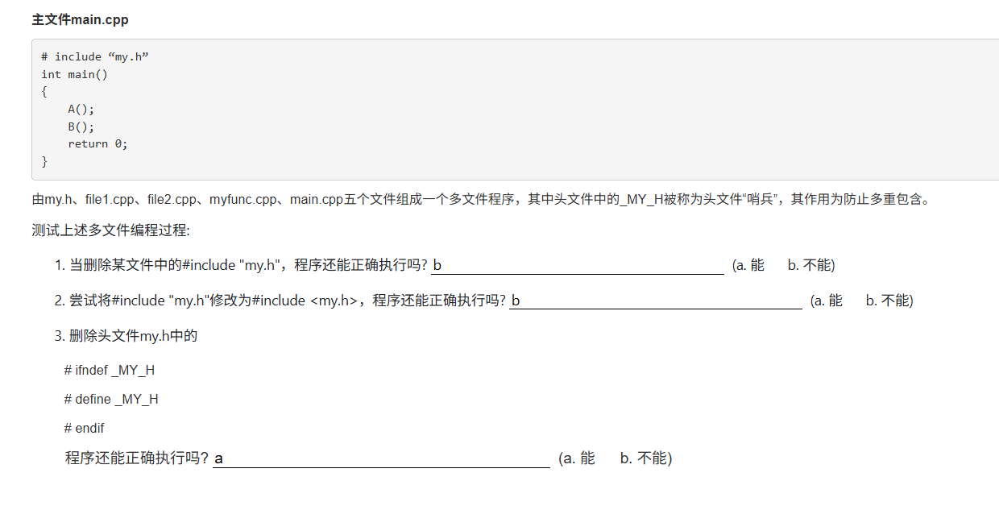 主文件main.cpp
# include “my.h”
int main()
{
    A();
    B();
    return 0;
}
由my.h、file1.cpp、file2.cpp、myfunc.cpp、main.cpp五个文件组成一个多文件程序，其中头文件中的_MY_H被称为头文件“哨兵”，其作用为防止多重包含。
测试上述多文件编程过程:
1. 当删除某文件中的#include "my.h"，程序还能正确执行吗? b (a. 能 b. 不能)
2. 尝试将#include "my.h"修改为#include <my.h>，程序还能正确执行吗? b (a. 能 b. 不能)
3. 删除头文件my.h中的
# ifndef _MY_H
# define _MY_H
# endif
程序还能正确执行吗? a (a. 能 b. 不能)